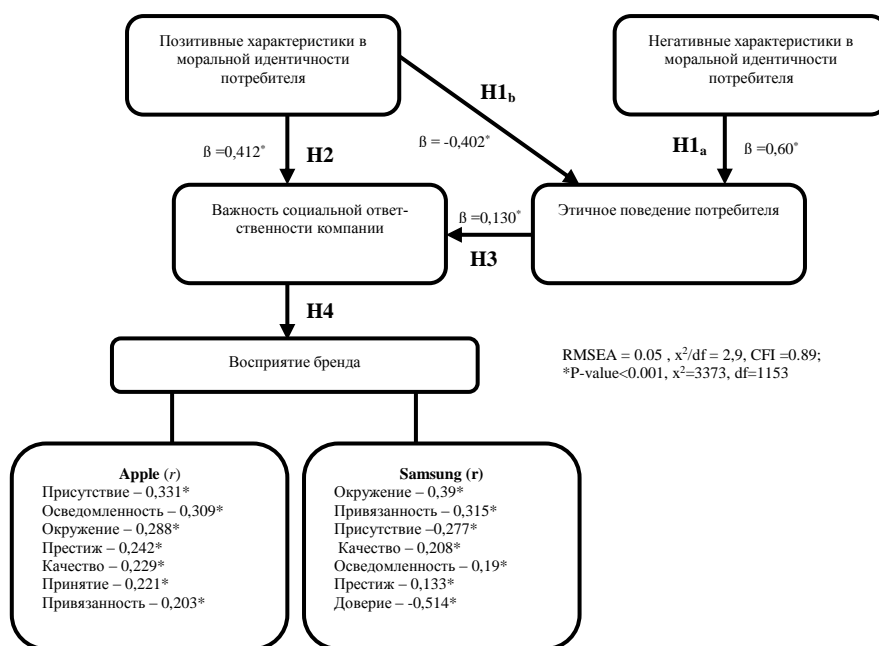 Позитивные характеристики в
моральной идентичности
потребителя
Негативные характеристики в
моральной идентичности
потребителя
H1b
ß = -0,402*
ß =0,412*
H2
H1a
ß =0,60*
Важность социальной ответ-
ственности компании
ß =0,130*
H3
Этичное поведение потребителя
H4
Восприятие бренда
RMSEA = 0.05 , x²/df = 2,9, CFI =0.89;
*P-value<0.001, x²=3373, df=1153
Apple (r)
Присутствие – 0,331*
Осведомленность – 0,309*
Окружение – 0,288*
Престиж – 0,242*
Качество – 0,229*
Принятие – 0,221*
Привязанность – 0,203*
Samsung (r)
Окружение – 0,39*
Привязанность – 0,315*
Присутствие –0,277*
Качество – 0,208*
Осведомленность – 0,19*
Престиж – 0,133*
Доверие – -0,514*